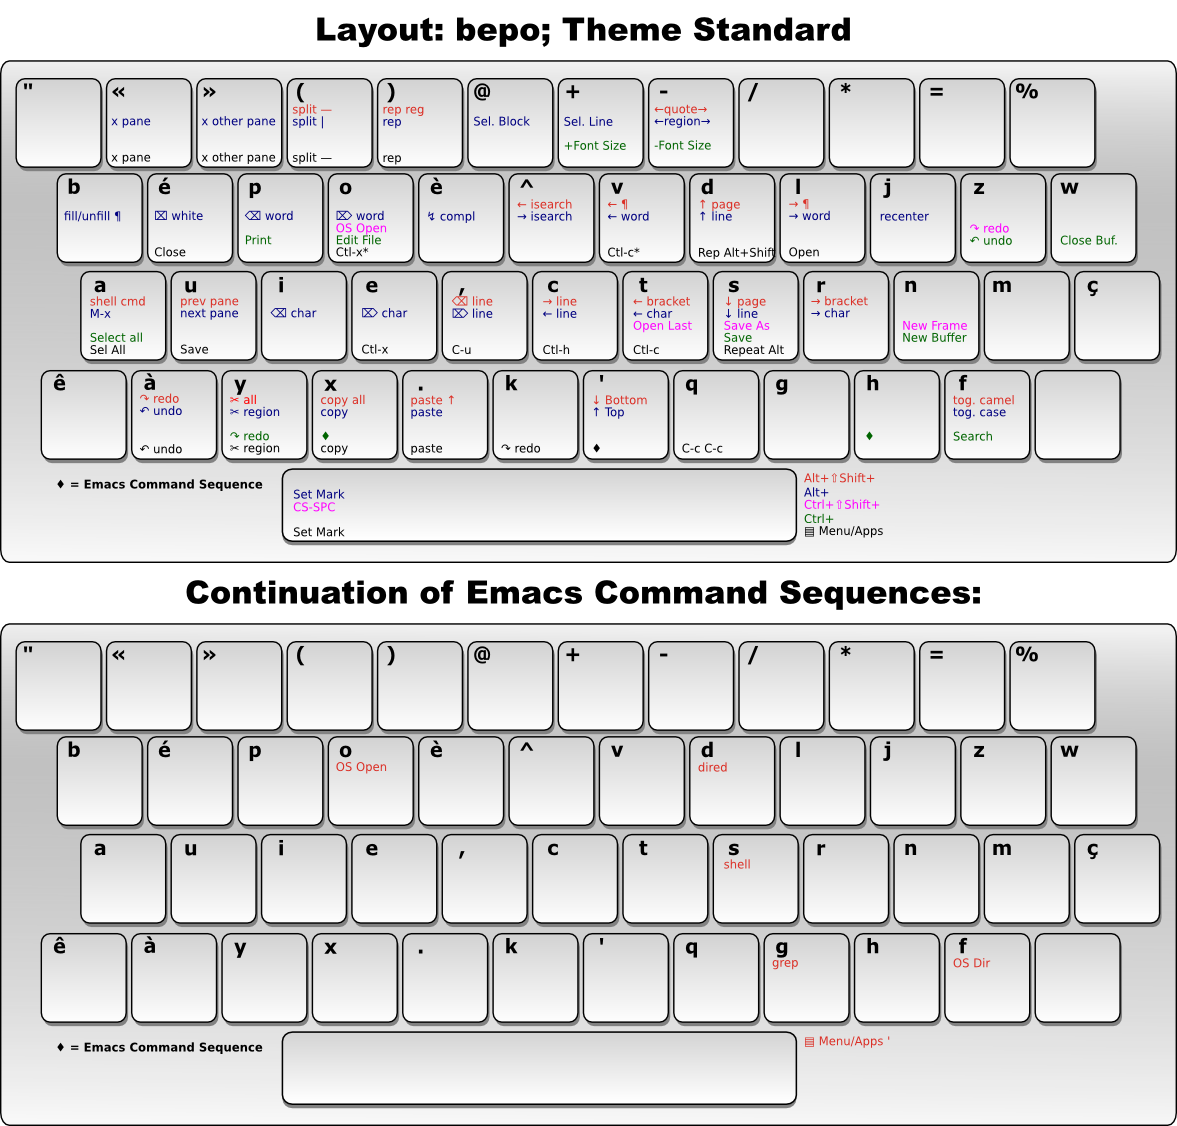 Layout: bepo; Theme Standard
" « » ( ) @ + - / * = %
split — rep reg ←quote→
x pane x other pane split | rep Sel. Block Sel. Line ←region→
+Font Size -Font Size
x pane x other pane split — rep
b é p o è ^ v d l j z w
← isearch ← ¶ ↑ page → ¶
fill/unfill ¶ ⌧ white ⌫ word ⌦ word ↯ compl → isearch ← word ↑ line → word recenter
OS Open ↷ redo
Print Edit File ↶ undo Close Buf.
Close Ctl-x* Ctl-c* Rep Alt+Shift Open
a u i e , c t s r n m ç
shell cmd prev pane ⌫ line → line ← bracket ↓ page → bracket
M-x next pane ⌫ char ⌦ char ⌦ line ← line ← char ↓ line → char
Open Last Save As New Frame
Select all Save New Buffer
Sel All Save Ctl-x C-u Ctl-h Ctl-c Repeat Alt
ê à y x . k ' q g h f
↷ redo ✂ all copy all paste ↑ ↓ Bottom tog. camel
↶ undo ✂ region copy paste ↑ Top tog. case
↷ redo ♦ ♦ Search
↶ undo ✂ region copy paste ↷ redo ♦ C-c C-c
♦ = Emacs Command Sequence
Set Mark
CS-SPC
Set Mark
Alt+⇧Shift+
Alt+
Ctrl+⇧Shift+
Ctrl+
▤ Menu/Apps
Continuation of Emacs Command Sequences:
" « » ( ) @ + - / * = %
b é p o è ^ v d l j z w
OS Open dired
a u i e , c t s r n m ç
shell
ê à y x . k ' q g h f
grep OS Dir
♦ = Emacs Command Sequence
▤ Menu/Apps '